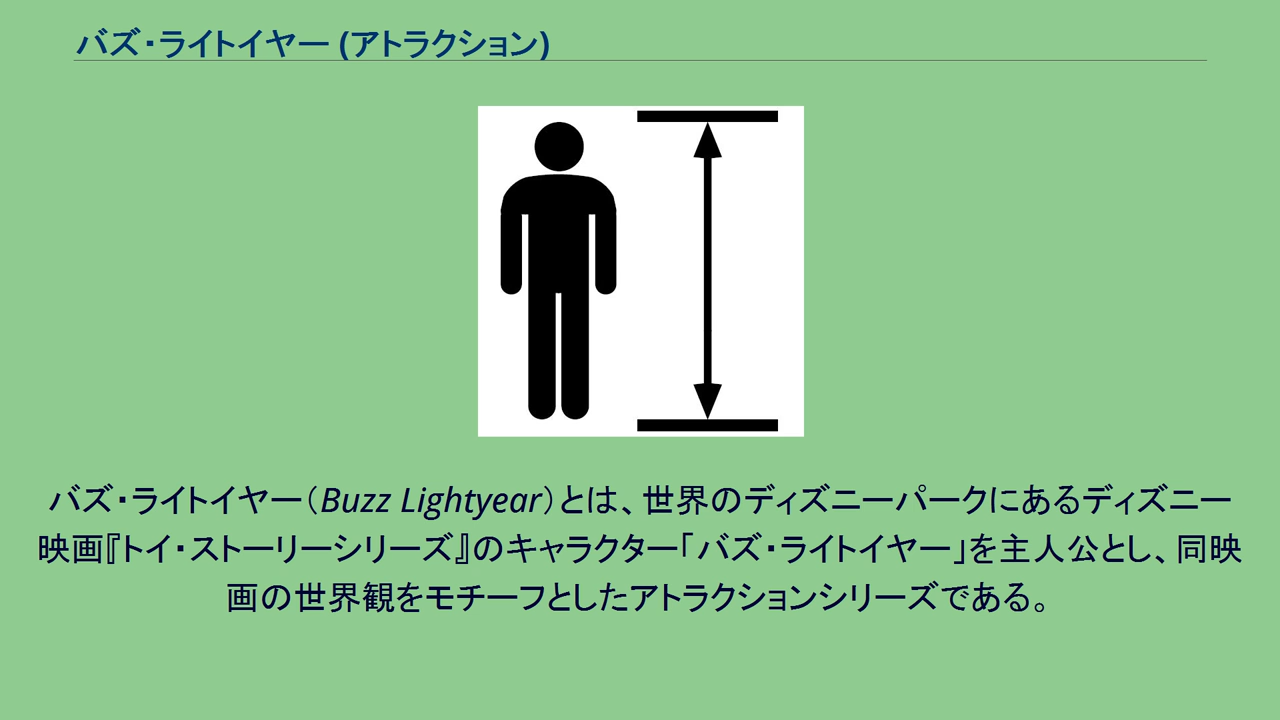 バズ・ライトイヤー (アトラクション)
バズ・ライトイヤー（Buzz Lightyear）とは、世界のディズニーパークにあるディズニー
映画『トイ・ストーリーシリーズ』のキャラクター「バズ・ライトイヤー」を主人公とし、同映
画の世界観をモチーフとしたアトラクションシリーズである。